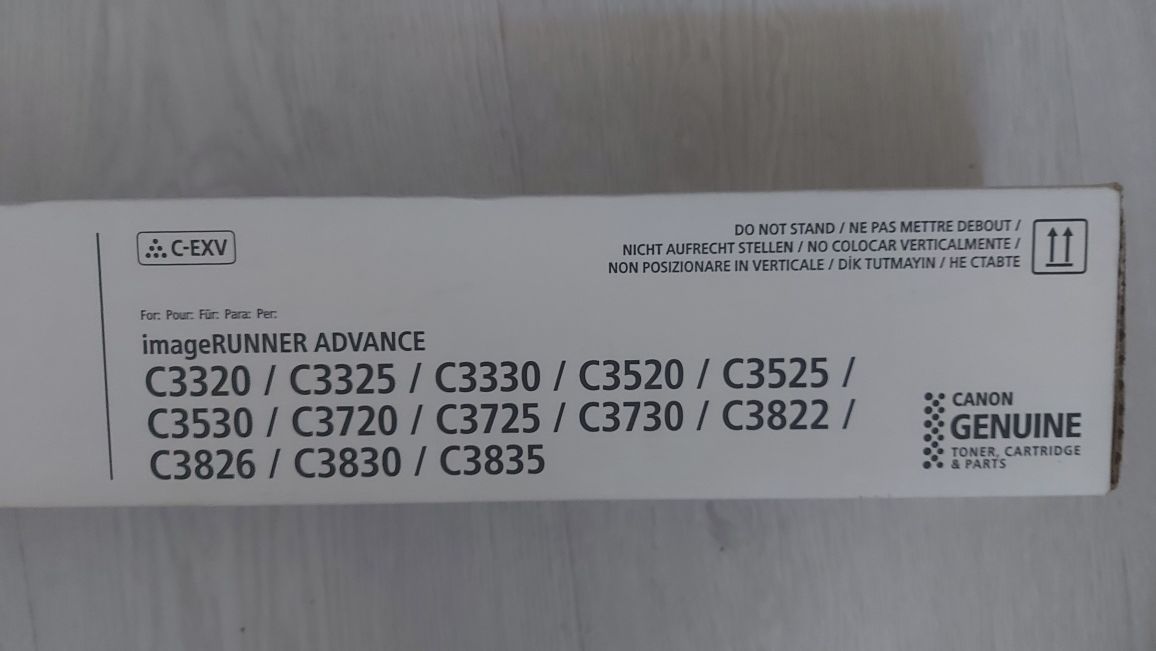 C-EXV
DO NOT STAND / NE PAS METTRE DEBOUT /
NICHT AUFRECHT STELLEN / NO COLOCAR VERTICALMENTE /
NON POSIZIONARE IN VERTICALE / DİK TUTMAYIN / НЕ СТАВТЕ
For: Pour: Für: Para: Per:
imageRUNNER ADVANCE
C3320 / C3325 / C3330 / C3520 / C3525 /
C3530 / C3720 / C3725 / C3730 / C3822 /
C3826 / C3830 / C3835
CANON
GENUINE
TONER, CARTRIDGE
& PARTS